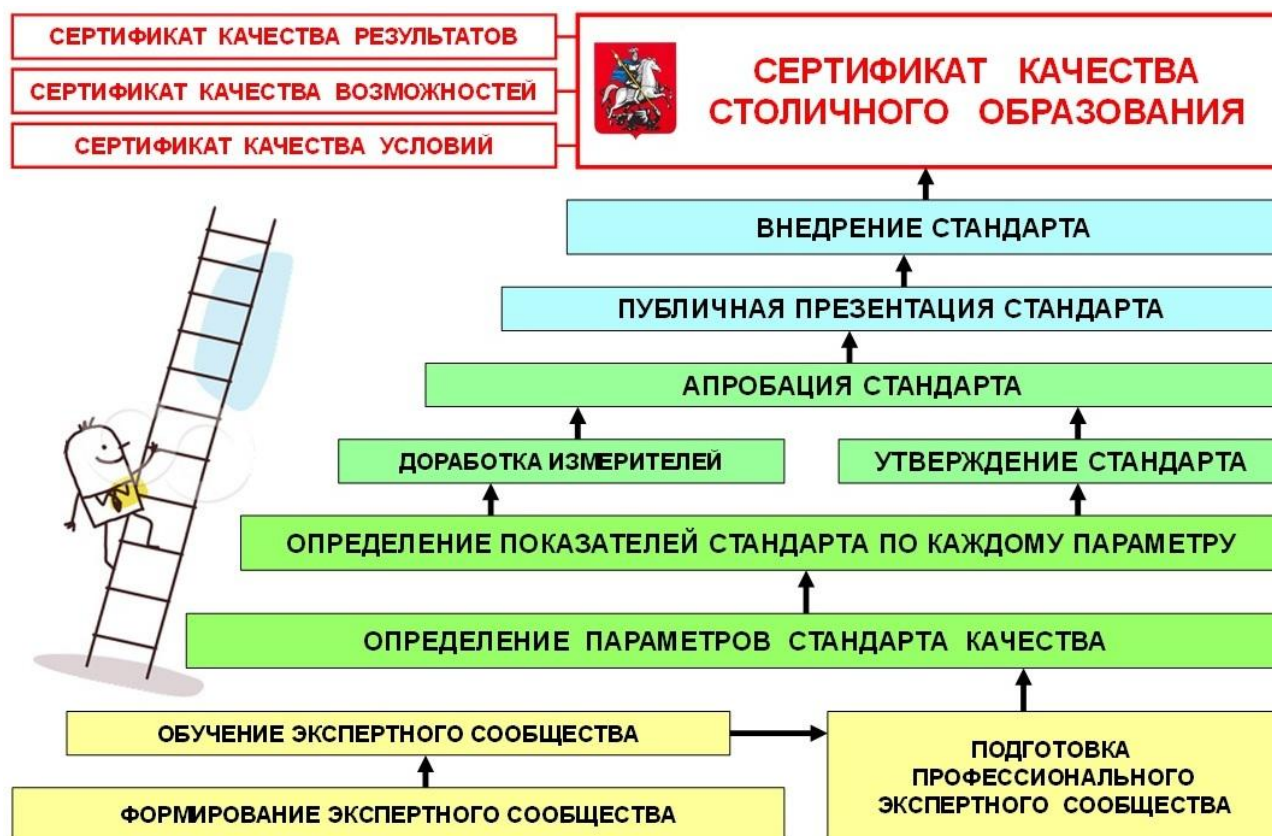 СЕРТИФИКАТ КАЧЕСТВА РЕЗУЛЬТАТОВ
СЕРТИФИКАТ КАЧЕСТВА ВОЗМОЖНОСТЕЙ
СЕРТИФИКАТ КАЧЕСТВА УСЛОВИЙ
СЕРТИФИКАТ КАЧЕСТВА
СТОЛИЧНОГО ОБРАЗОВАНИЯ
ВНЕДРЕНИЕ СТАНДАРТА
ПУБЛИЧНАЯ ПРЕЗЕНТАЦИЯ СТАНДАРТА
АПРОБАЦИЯ СТАНДАРТА
ДОРАБОТКА ИЗМЕРИТЕЛЕЙ
УТВЕРЖДЕНИЕ СТАНДАРТА
ОПРЕДЕЛЕНИЕ ПОКАЗАТЕЛЕЙ СТАНДАРТА ПО КАЖДОМУ ПАРАМЕТРУ
ОПРЕДЕЛЕНИЕ ПАРАМЕТРОВ СТАНДАРТА КАЧЕСТВА
ОБУЧЕНИЕ ЭКСПЕРТНОГО СООБЩЕСТВА
ПОДГОТОВКА
ПРОФЕССИОНАЛЬНОГО
ЭКСПЕРТНОГО СООБЩЕСТВА
ФОРМИРОВАНИЕ ЭКСПЕРТНОГО СООБЩЕСТВА